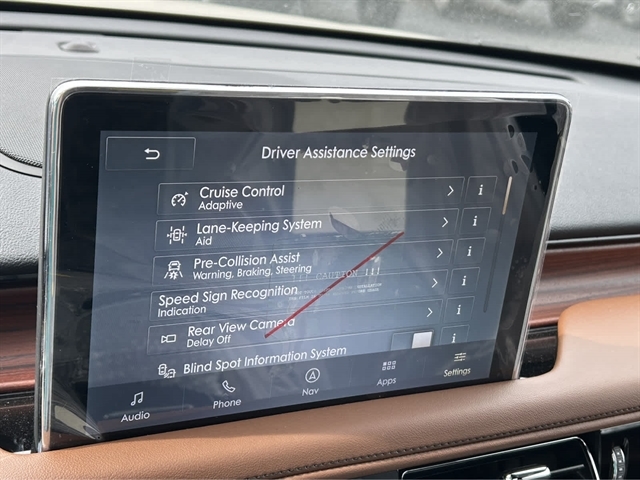 Driver Assistance Settings
Cruise Control
Adaptive
i
Lane-Keeping System
Aid
i
Pre-Collision Assist
Warning, Braking, Steering
i
!!! CAUTION !!!
Speed Sign Recognition
Indication
i
Rear View Camera
Delay Off
i
Blind Spot Information System
Audio
Phone
Nav
Apps
Settings